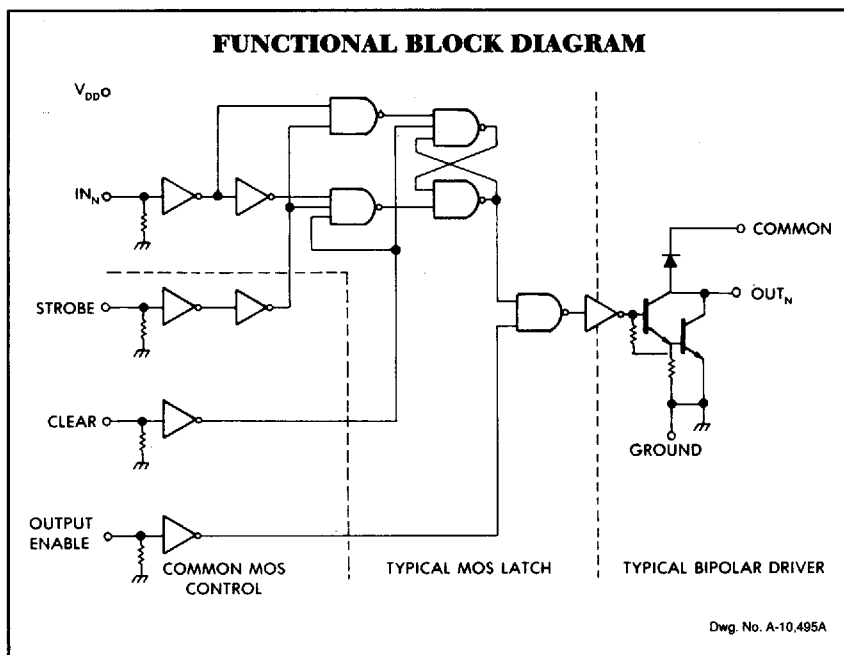 FUNCTIONAL BLOCK DIAGRAM
VDD
INN
COMMON
OUTN
STROBE
CLEAR
GROUND
OUTPUT
ENABLE
COMMON MOS
CONTROL
TYPICAL MOS LATCH
TYPICAL BIPOLAR DRIVER
Dwg. No. A-10,495A